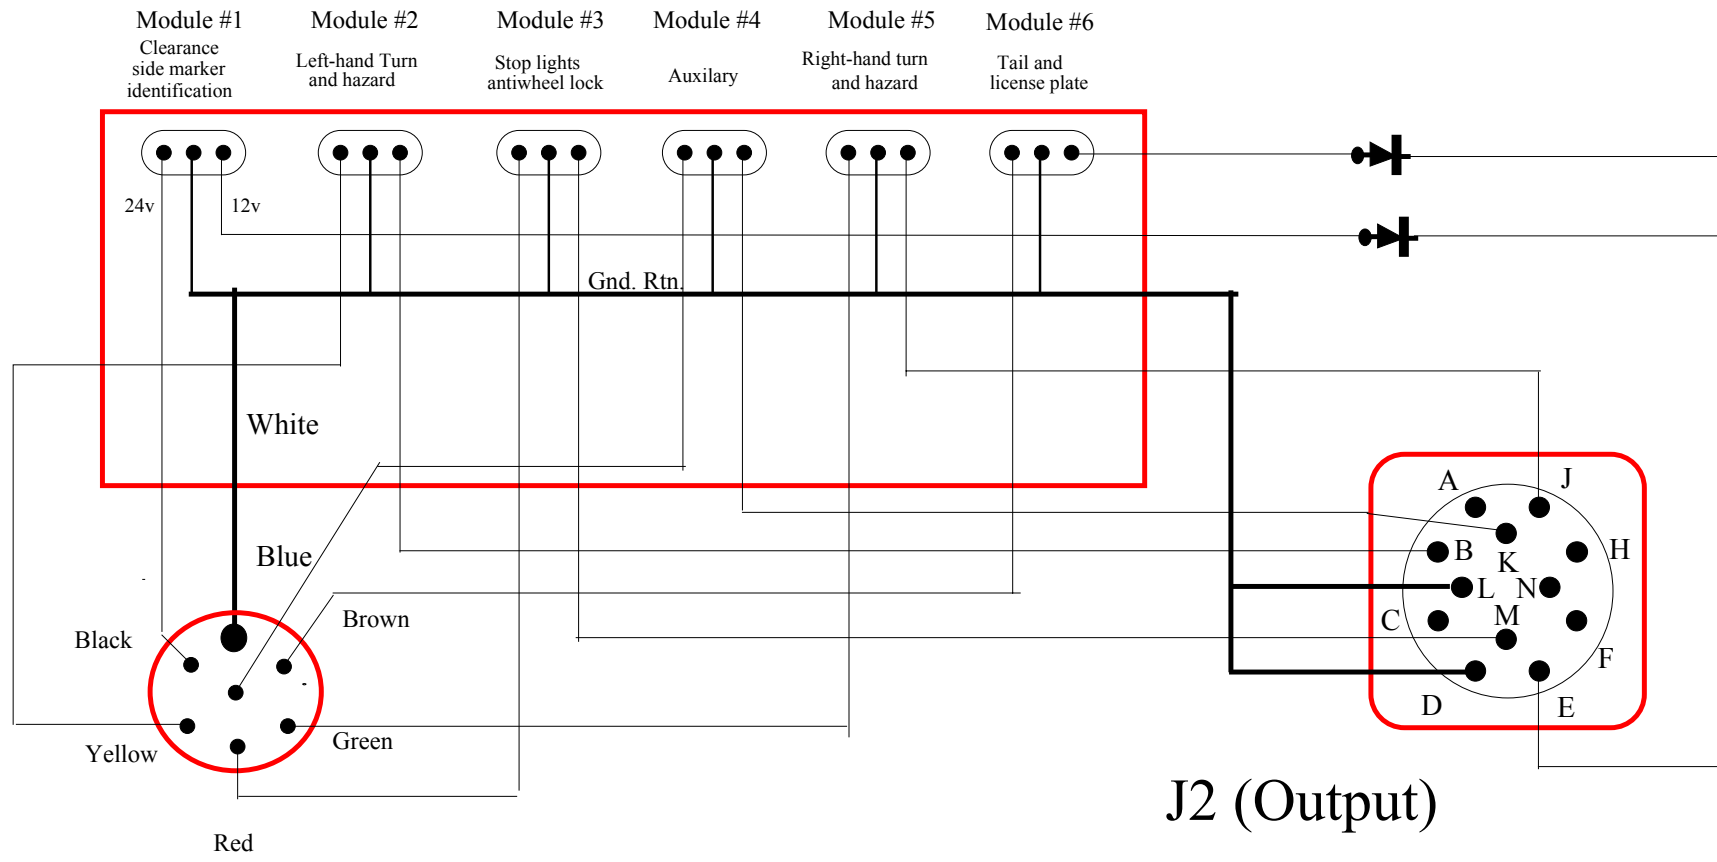 Module #1
Clearance
side marker
identification
Module #2
Left-hand Turn
and hazard
Module #3
Stop lights
antiwheel lock
Module #4
Auxilary
Module #5
Right-hand turn
and hazard
Module #6
Tail and
license plate
24v
12v
Gnd. Rtn.
White
Blue
Brown
Black
Yellow
Green
Red
A
J
B
K
H
L
N
C
M
F
D
E
J2 (Output)